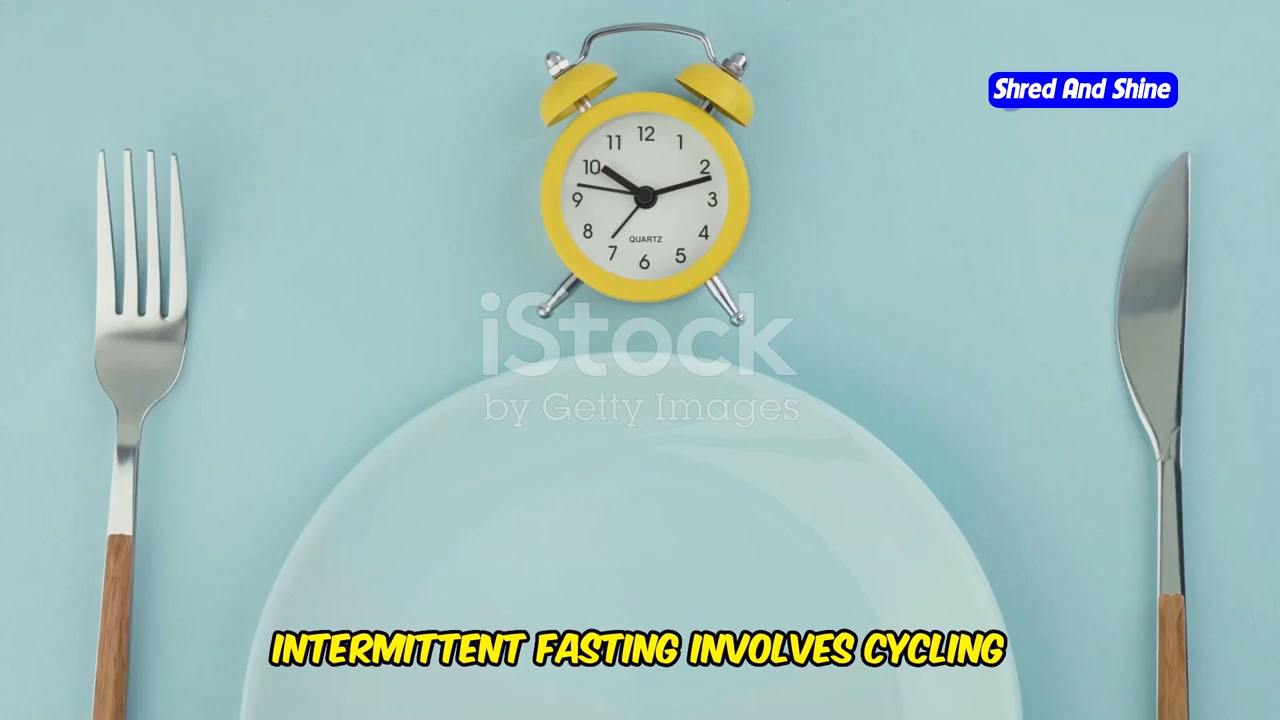 Shred And Shine
12
11 1
10 2
9 3
8 4
7 5
6
QUARTZ
iStock
by Getty Images
INTERMITTENT FASTING INVOLVES CYCLING